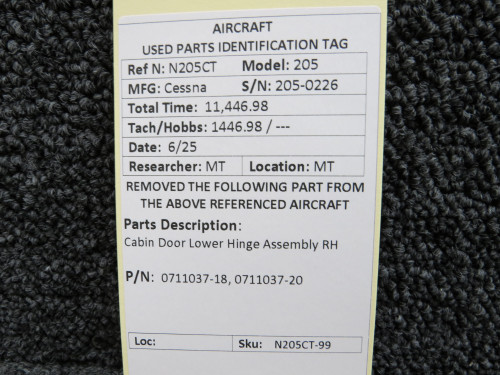 AIRCRAFT
USED PARTS IDENTIFICATION TAG
Ref N: N205CT Model: 205
MFG: Cessna S/N: 205-0226
Total Time: 11,446.98
Tach/Hobbs: 1446.98 / ---
Date: 6/25
Researcher: MT Location: MT
REMOVED THE FOLLOWING PART FROM
THE ABOVE REFERENCED AIRCRAFT
Parts Description:
Cabin Door Lower Hinge Assembly RH
P/N: 0711037-18, 0711037-20
Loc: Sku: N205CT-99